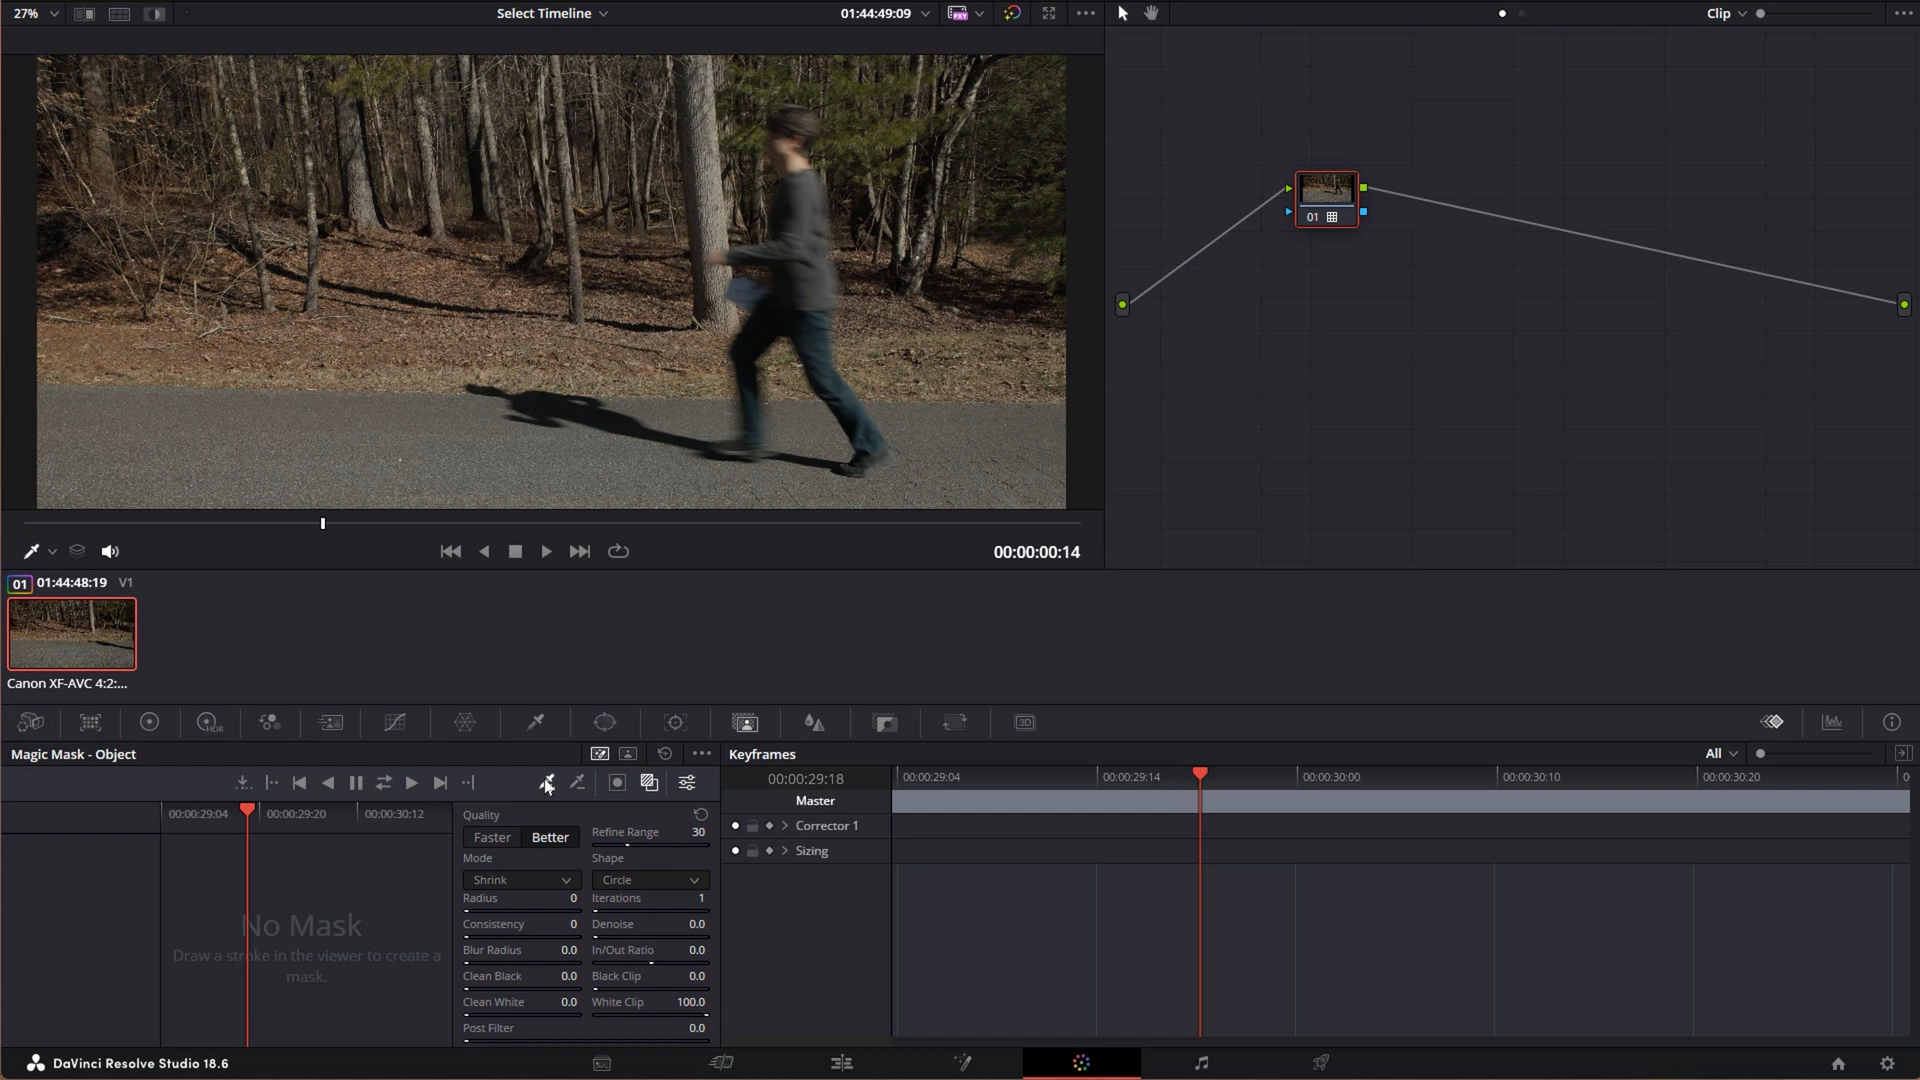 27%
Select Timeline
01:44:49:09
Clip
01
00:00:00:14
01 01:44:48:19 V1
Canon XF-AVC 4:2:...
HDR
3D
Magic Mask - Object
Keyframes
All
00:00:29:18
00:00:29:04
00:00:29:14
00:00:30:00
00:00:30:10
00:00:30:20
0
Master
Corrector 1
Sizing
00:00:29:04
00:00:29:20
00:00:30:12
No Mask
Draw a stroke in the viewer to create a
mask.
Quality
Faster Better
Refine Range 30
Mode
Shape
Shrink
Circle
Radius 0
Iterations 1
Consistency 0
Denoise 0.0
Blur Radius 0.0
In/Out Ratio 0.0
Clean Black 0.0
Black Clip 0.0
Clean White 0.0
White Clip 100.0
Post Filter 0.0
DaVinci Resolve Studio 18.6